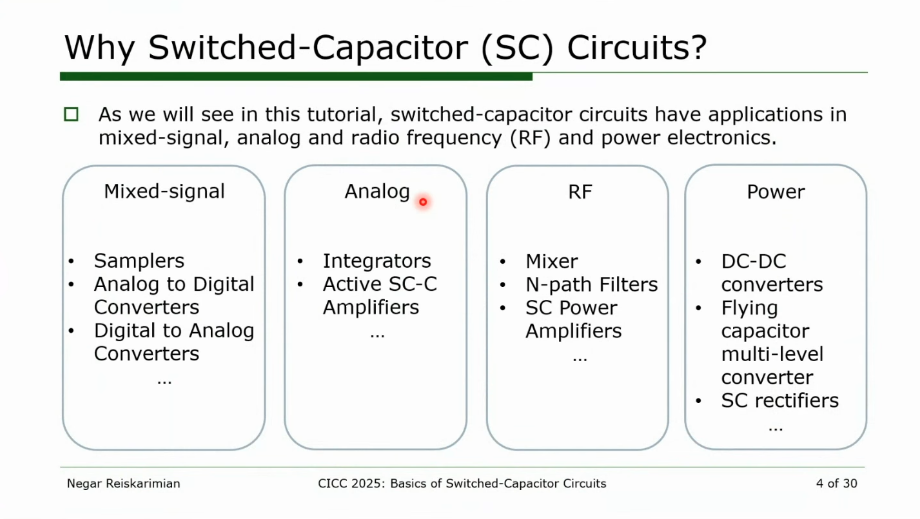 Why Switched-Capacitor (SC) Circuits?
As we will see in this tutorial, switched-capacitor circuits have applications in
mixed-signal, analog and radio frequency (RF) and power electronics.
Mixed-signal
• Samplers
• Analog to Digital
Converters
• Digital to Analog
Converters
...
Analog
• Integrators
• Active SC-C
Amplifiers
...
RF
• Mixer
• N-path Filters
• SC Power
Amplifiers
...
Power
• DC-DC
converters
• Flying
capacitor
multi-level
converter
• SC rectifiers
...
Negar Reiskarimian
CICC 2025: Basics of Switched-Capacitor Circuits
4 of 30